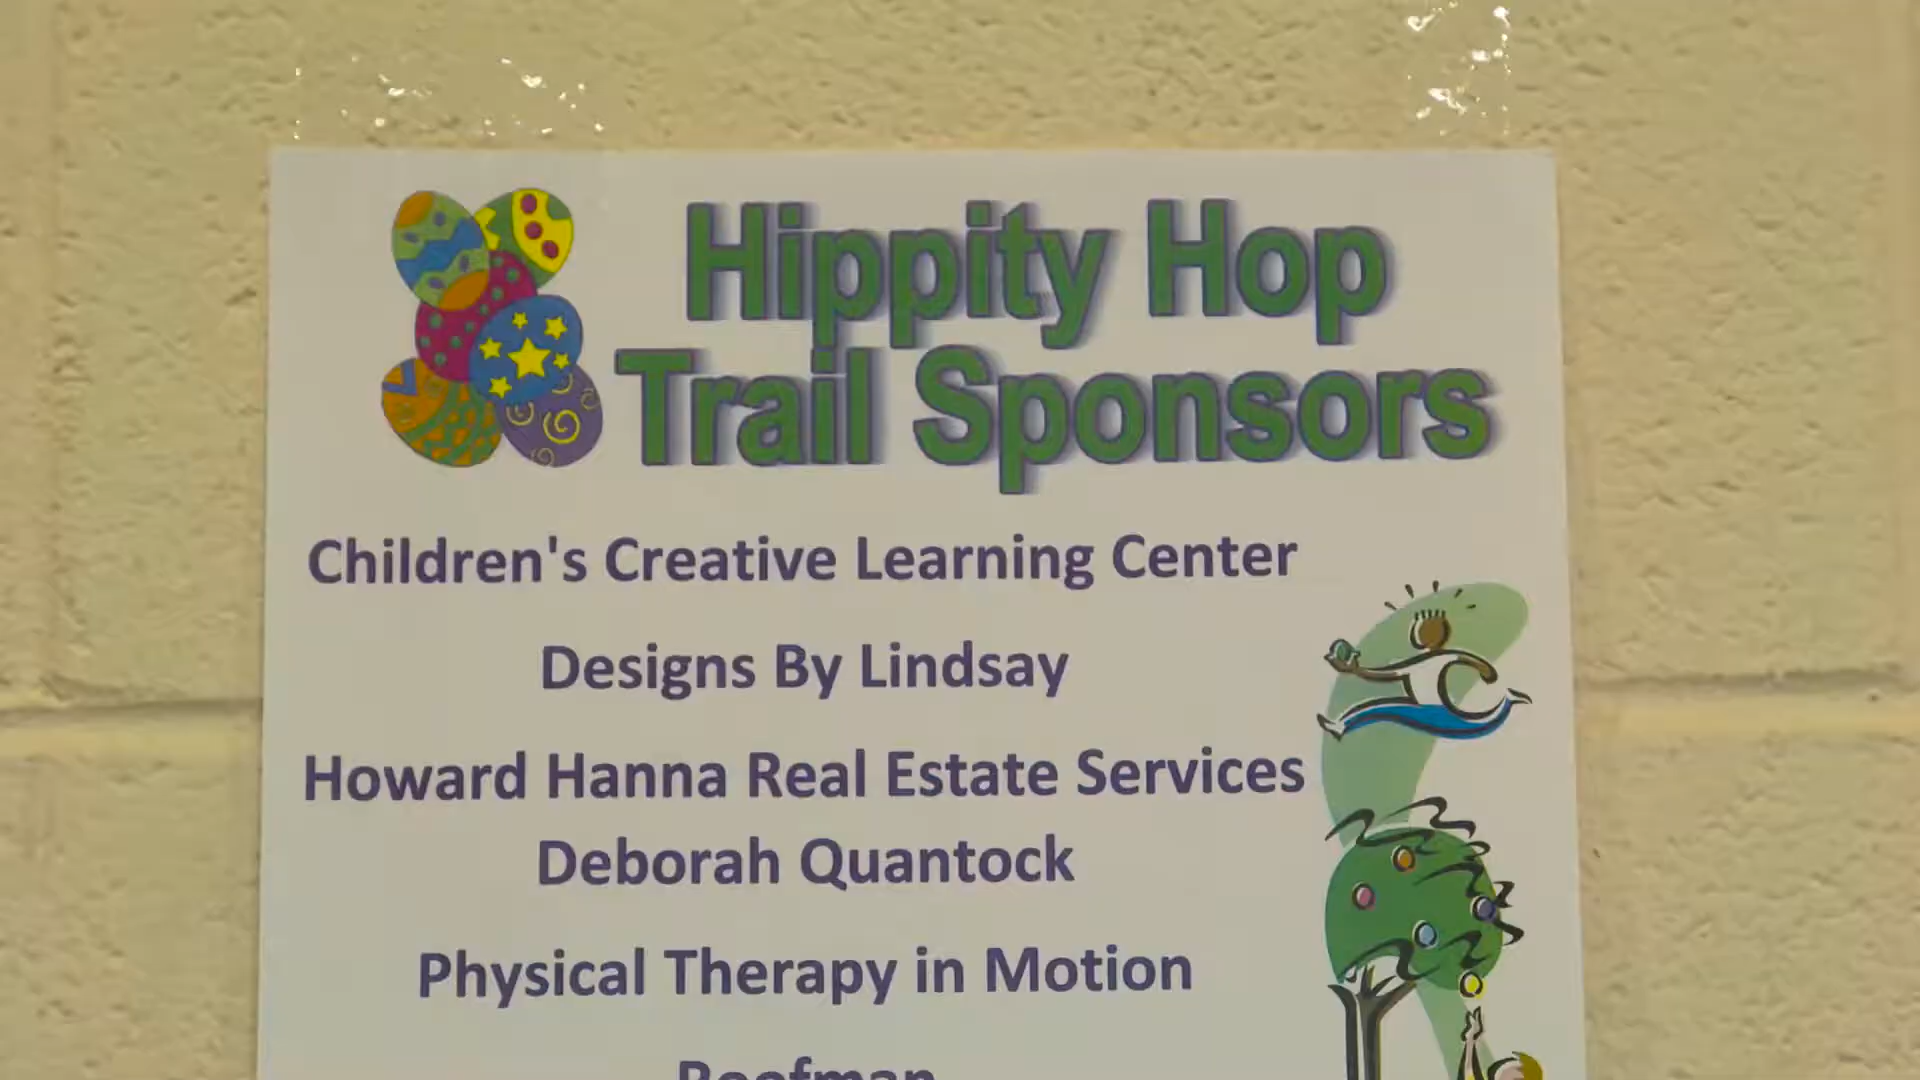 Hippity Hop
Trail Sponsors
Children's Creative Learning Center
Designs By Lindsay
Howard Hanna Real Estate Services
Deborah Quantock
Physical Therapy in Motion